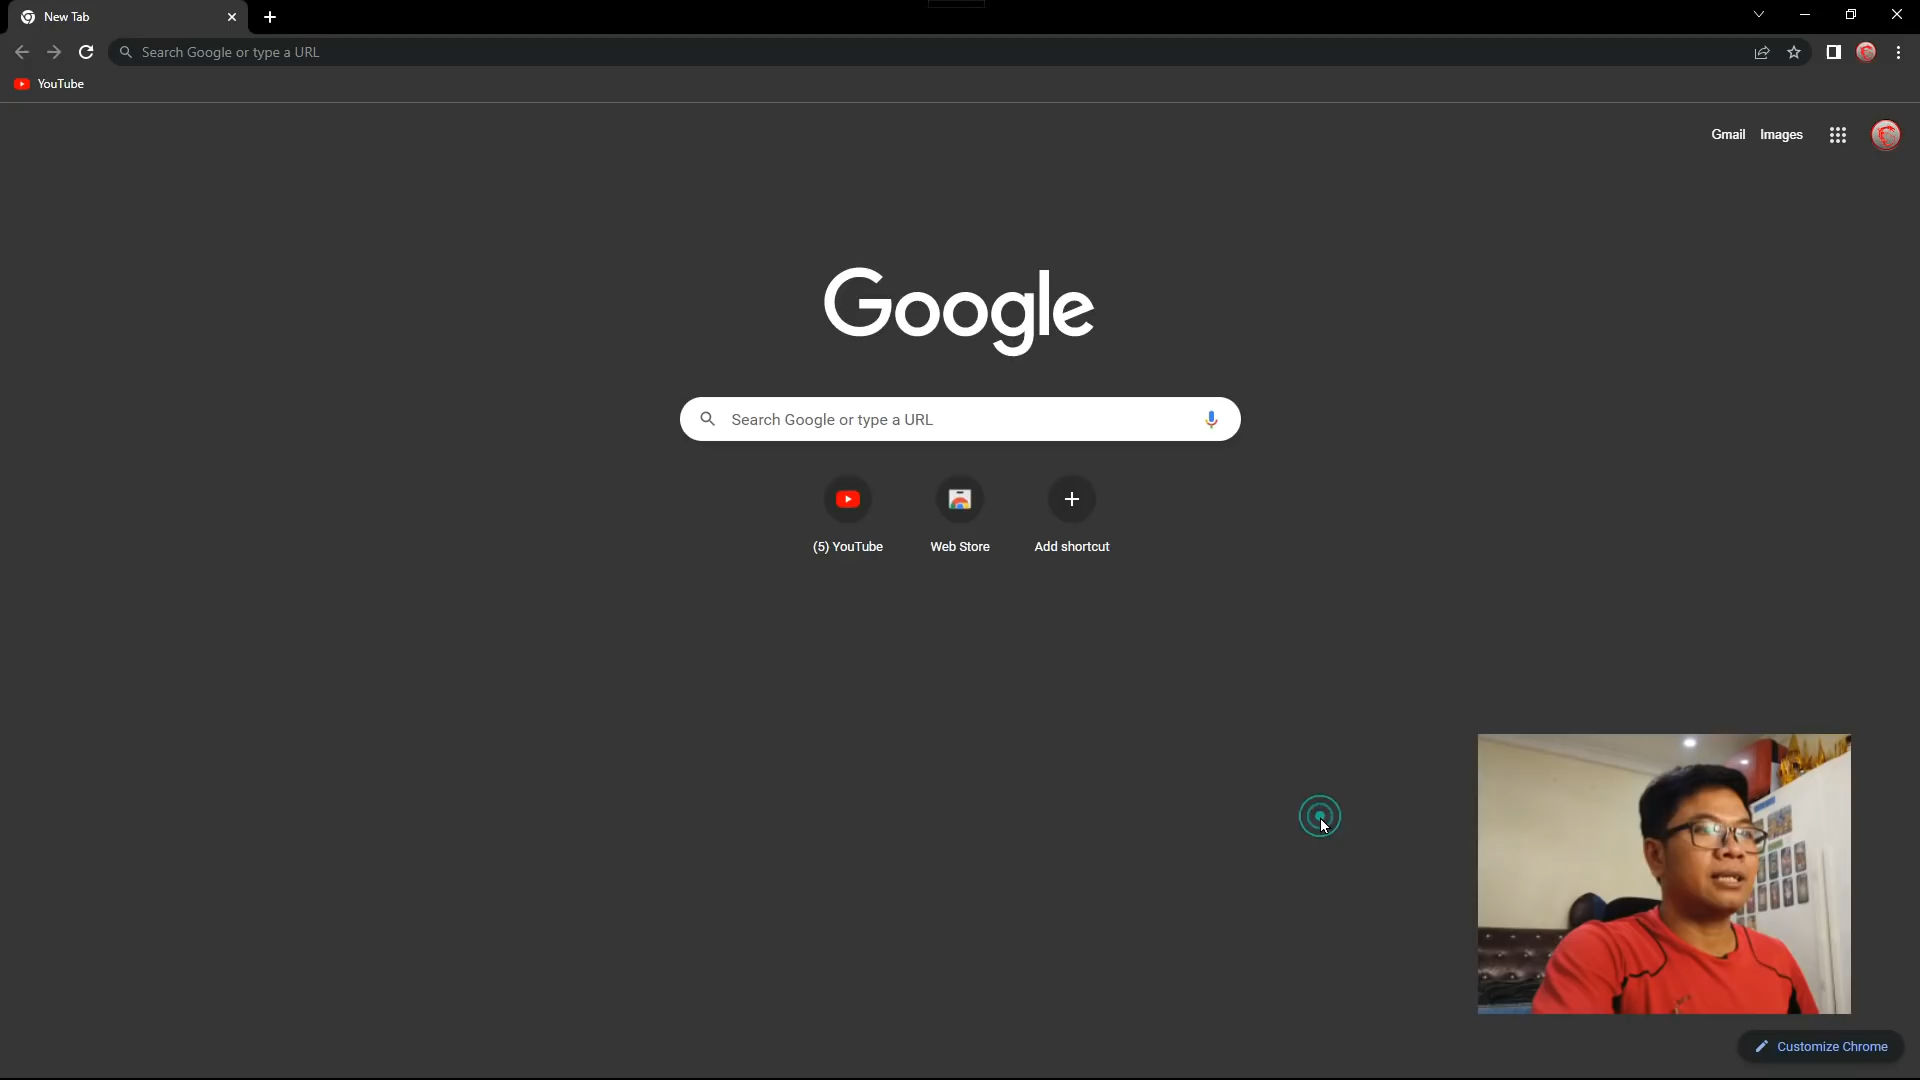 New Tab
Search Google or type a URL
YouTube
Gmail Images
Google
Search Google or type a URL
(5) YouTube Web Store Add shortcut
Customize Chrome